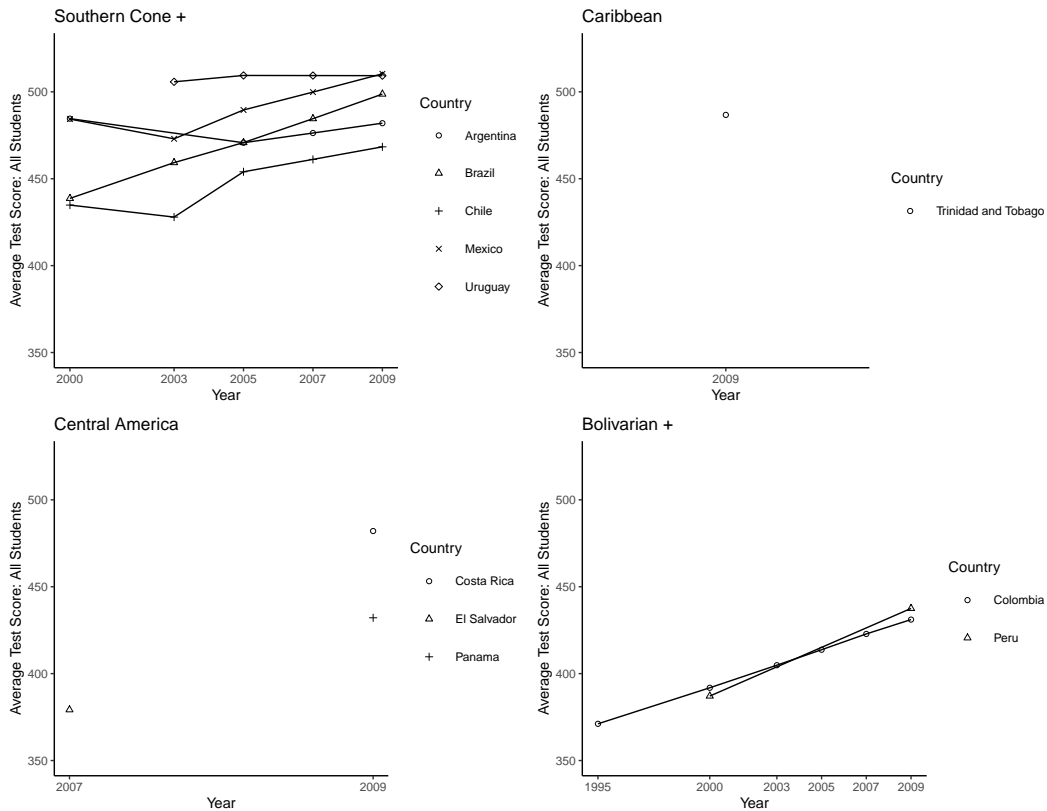 Southern Cone +
Average Test Score: All Students
500
450
400
350
2000
2003
2005
2007
2009
Year
Country
Argentina
Brazil
Chile
Mexico
Uruguay
Caribbean
Average Test Score: All Students
500
450
400
350
2009
Year
Country
Trinidad and Tobago
Central America
Average Test Score: All Students
500
450
400
350
2007
2009
Year
Country
Costa Rica
El Salvador
Panama
Bolivarian +
Average Test Score: All Students
500
450
400
350
1995
2000
2003
2005
2007
2009
Year
Country
Colombia
Peru